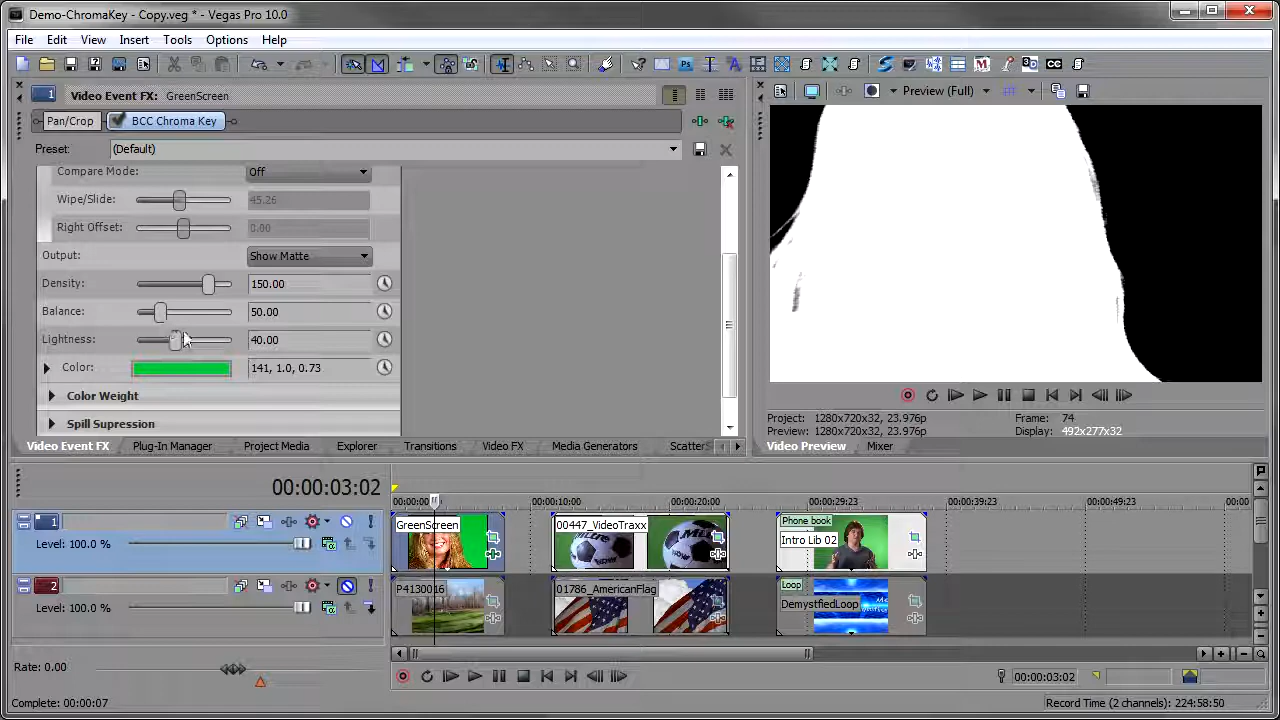 Demo-ChromaKey - Copy.veg * - Vegas Pro 10.0
File Edit View Insert Tools Options Help
1 Video Event FX: GreenScreen
Preview (Full)
Pan/Crop BCC Chroma Key
Preset: (Default)
Compare Mode: Off
Wipe/Slide: 45.26
Right Offset: 0.00
Output: Show Matte
Density: 150.00
Balance: 50.00
Lightness: 40.00
Color: 141, 1.0, 0.73
Color Weight
Spill Supression
Project: 1280x720x32, 23.976p Frame: 74
Preview: 1280x720x32, 23.976p Display: 492x277x32
Video Event FX Plug-In Manager Project Media Explorer Transitions Video FX Media Generators ScatterS
Video Preview Mixer
00:00:03:02
00:00:00 00:00:10:00 00:00:20:00 00:00:29:23 00:00:39:23 00:00:49:23 00:00
1
Level: 100.0 %
GreenScreen 00447_VideoTraxx Phone book
Intro Lib 02
2
Level: 100.0 %
P4130016 01786_AmericanFlag Loop
DemystfiedLoop
Rate: 0.00
00:00:03:02
Complete: 00:00:07
Record Time (2 channels): 224:58:50